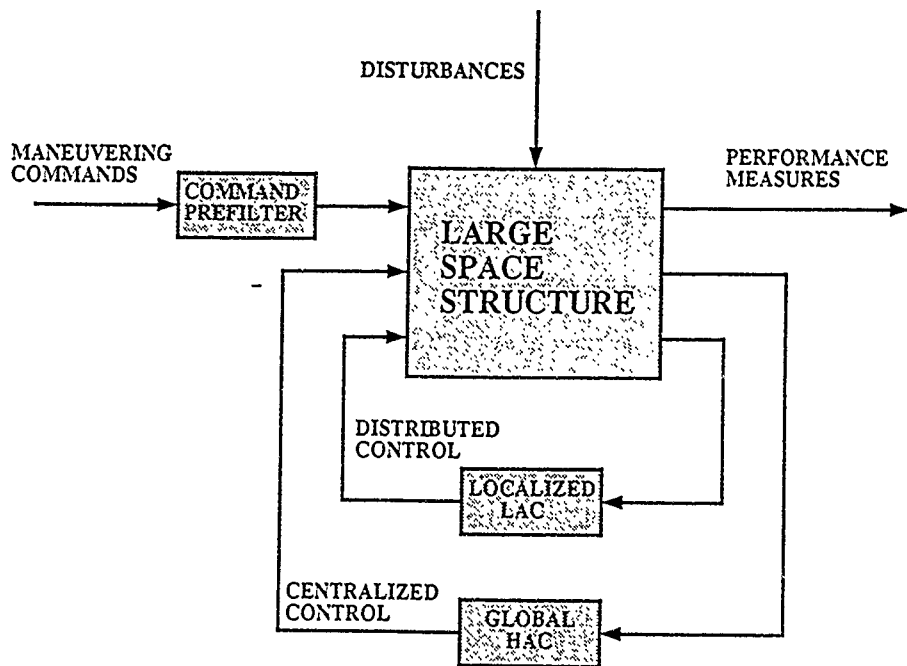 DISTURBANCES
MANEUVERING
COMMANDS
COMMAND
PREFILTER
PERFORMANCE
MEASURES
LARGE
SPACE
STRUCTURE
DISTRIBUTED
CONTROL
LOCALIZED
LAC
CENTRALIZED
CONTROL
GLOBAL
HAC